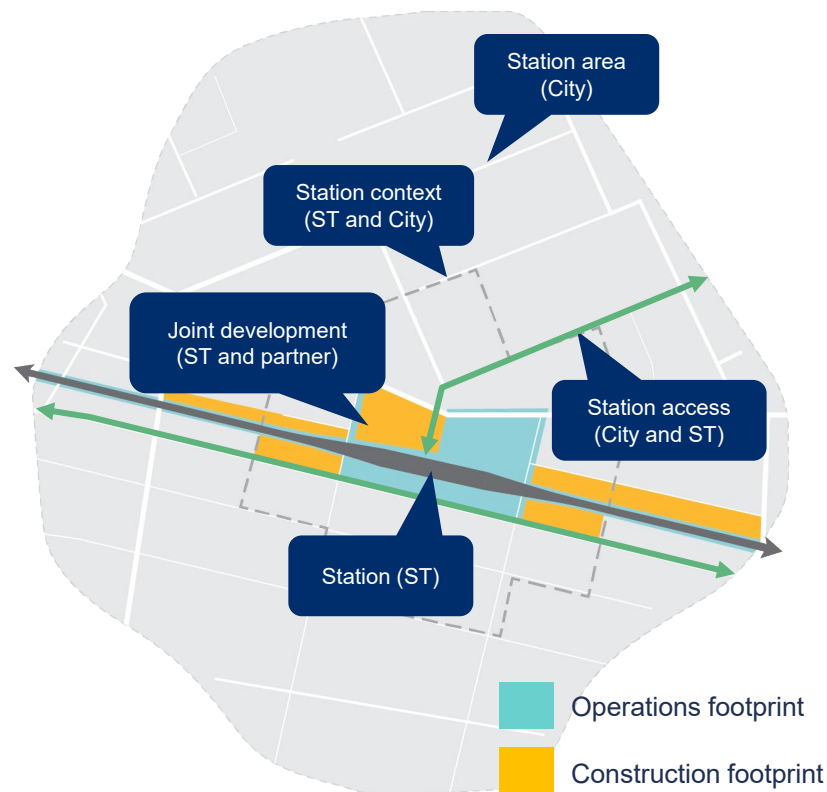 Station area
(City)
Station context
(ST and City)
Joint development
(ST and partner)
Station access
(City and ST)
Station (ST)
Operations footprint
Construction footprint